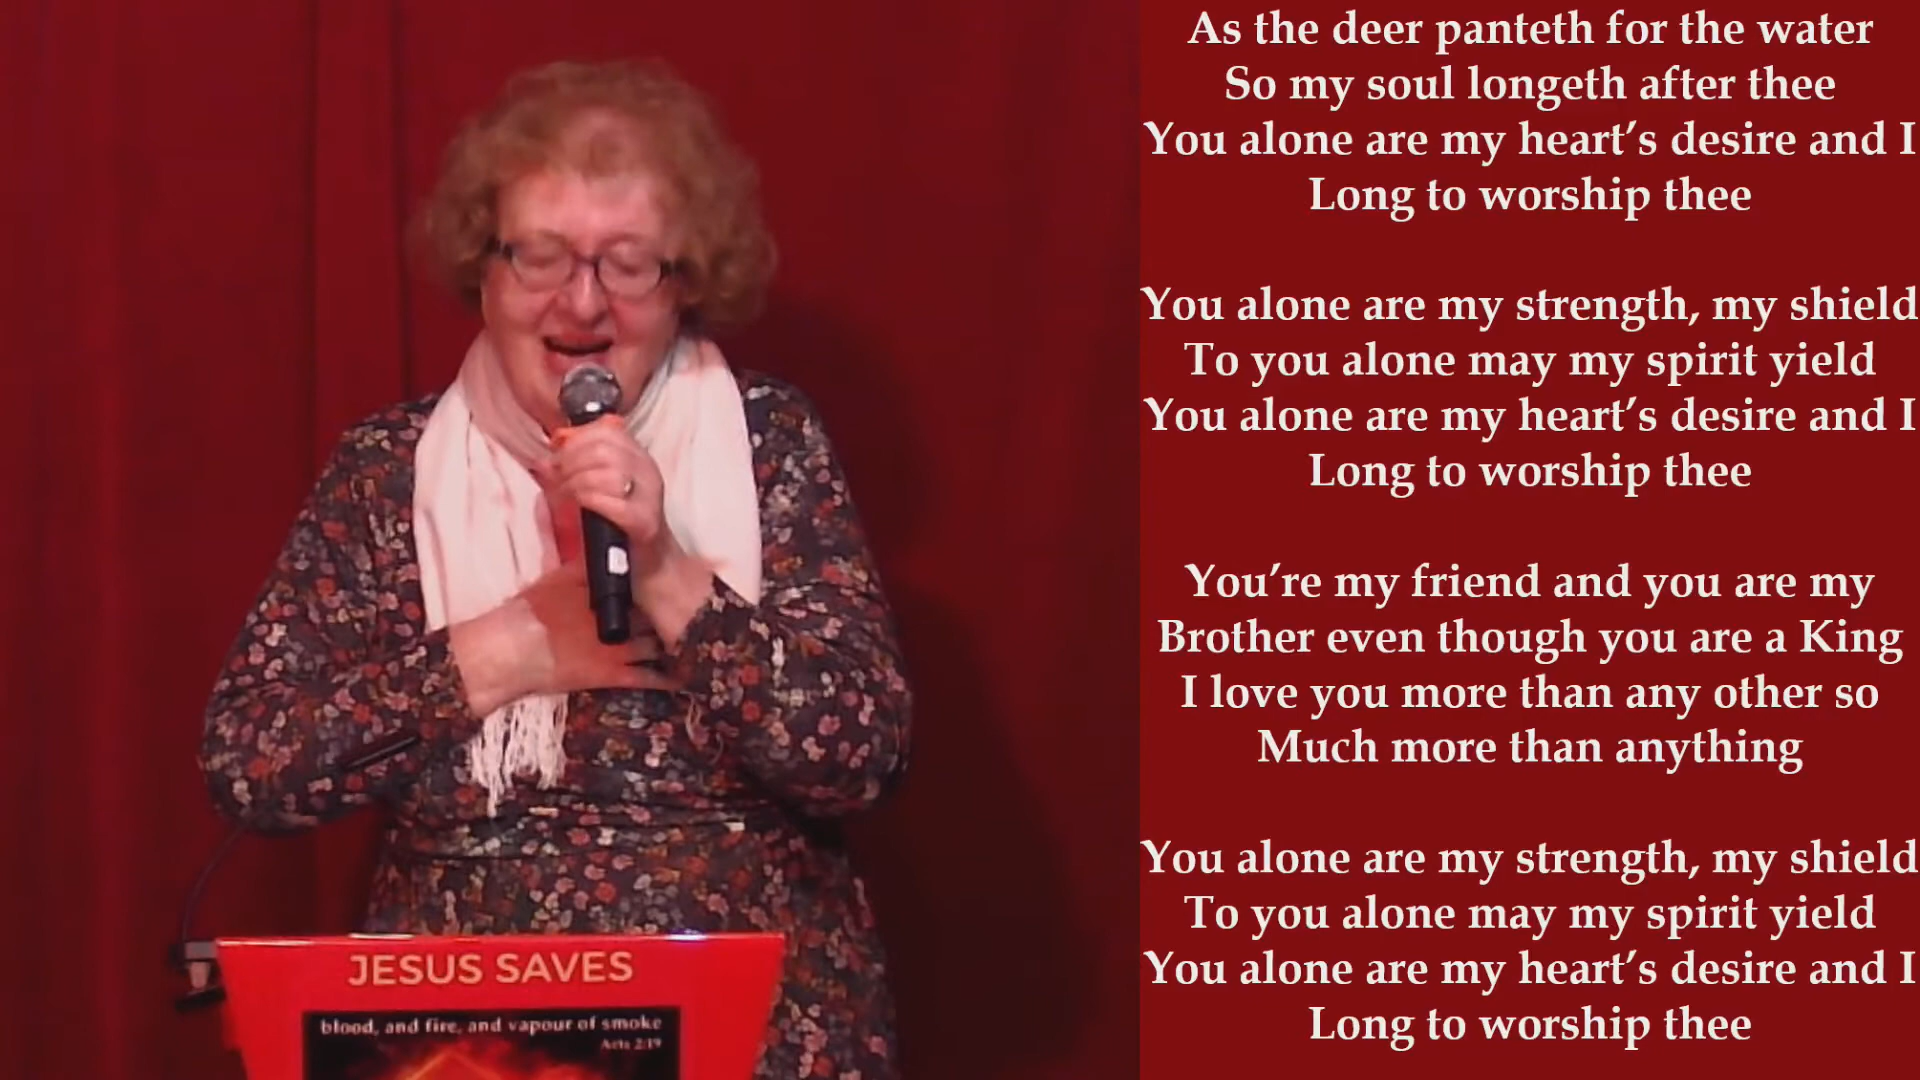 As the deer panteth for the water
So my soul longeth after thee
You alone are my heart’s desire and I
Long to worship thee
You alone are my strength, my shield
To you alone may my spirit yield
You alone are my heart’s desire and I
Long to worship thee
You’re my friend and you are my
Brother even though you are a King
I love you more than any other so
Much more than anything
You alone are my strength, my shield
To you alone may my spirit yield
You alone are my heart’s desire and I
Long to worship thee
JESUS SAVES
blood, and fire, and vapour of smoke
Acts 2:19